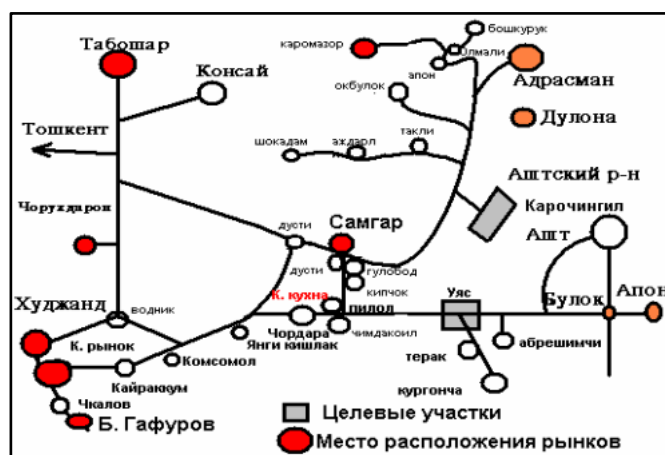 бошкурук
Табошар
каромазор
Олмали
апон
Консай
Адрасман
окбулок
Дулона
Тошкент
такли
шокадам
аждарл
Аштский р-н
Карочингил
Чорухдарон
дусти
Самгар
Ашт
дусти
гулобод
кипчок
К. кухна
Уяс
Худжанд
водник
пилол
Булок
Апон
К. рынок
Чордара
чимдакоил
абрешимчи
Янги кишлак
терак
Комсомол
Кайраккум
кургонча
Чкалов
Б. Гафуров
Целевые участки
Место расположения рынков